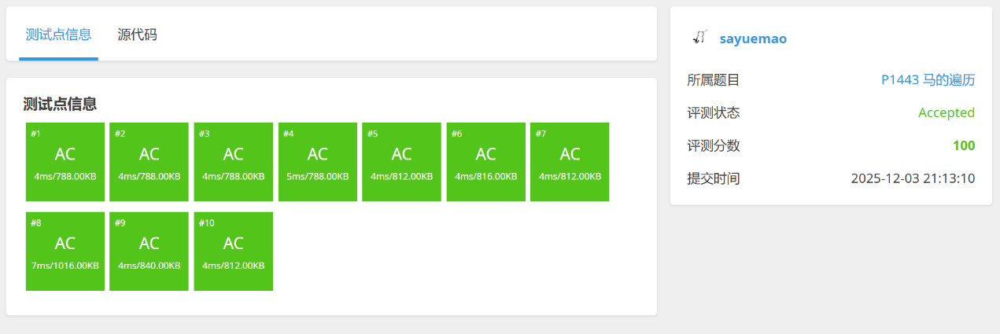 测试点信息 源代码
测试点信息
#1 #2 #3 #4 #5 #6 #7
AC AC AC AC AC AC AC
4ms/788.00KB 4ms/788.00KB 4ms/788.00KB 5ms/788.00KB 4ms/812.00KB 4ms/816.00KB 4ms/812.00KB
#8 #9 #10
AC AC AC
7ms/1016.00KB 4ms/840.00KB 4ms/812.00KB
sayuemao
所属题目 P1443 马的遍历
评测状态 Accepted
评测分数 100
提交时间 2025-12-03 21:13:10